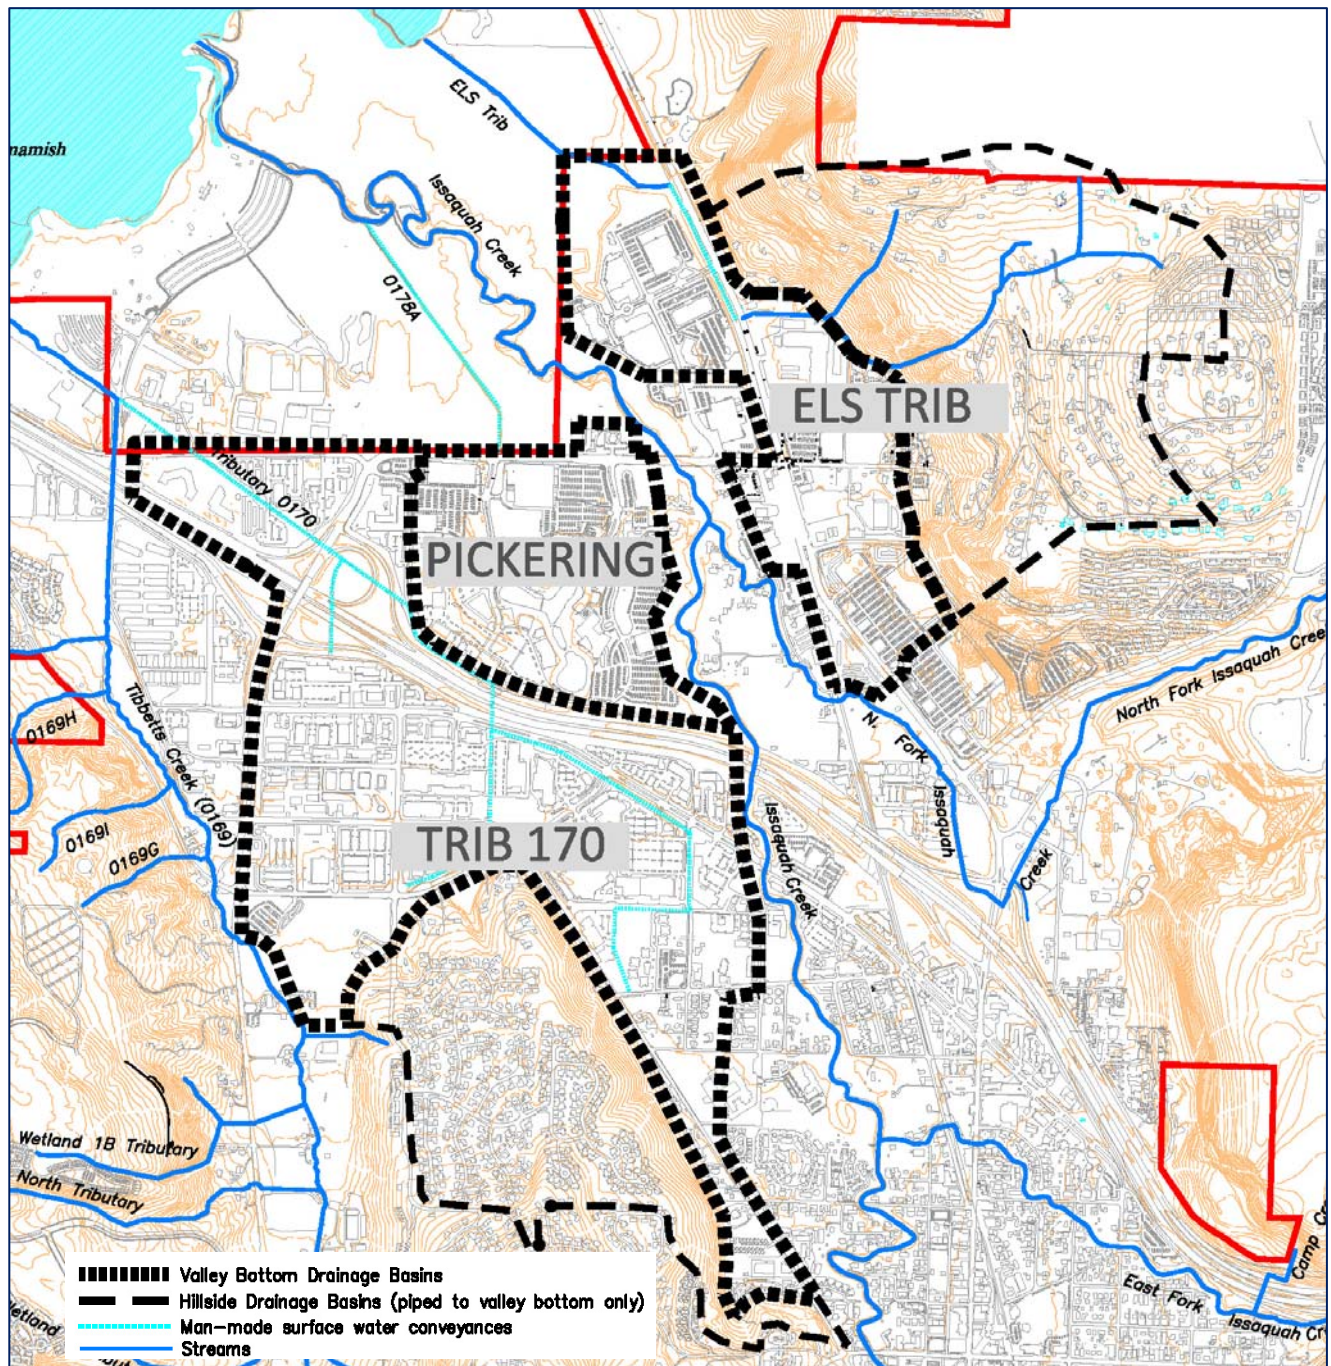 ELS Trib
namish
Issaquah Creek
0178A
ELS TRIB
Tributary 0170
PICKERING
North Fork Issaquah Cree
0169H
Tibbetts Creek (0169)
N. Fork
Issaquah
Creek
0169I
0169G
TRIB 170
Issaquah Creek
Wetland 1B Tributary
North Tributary
Camp Cr
East Fork
Issaquah Cr
Valley Bottom Drainage Basins
Hillside Drainage Basins (piped to valley bottom only)
Man-made surface water conveyances
Streams